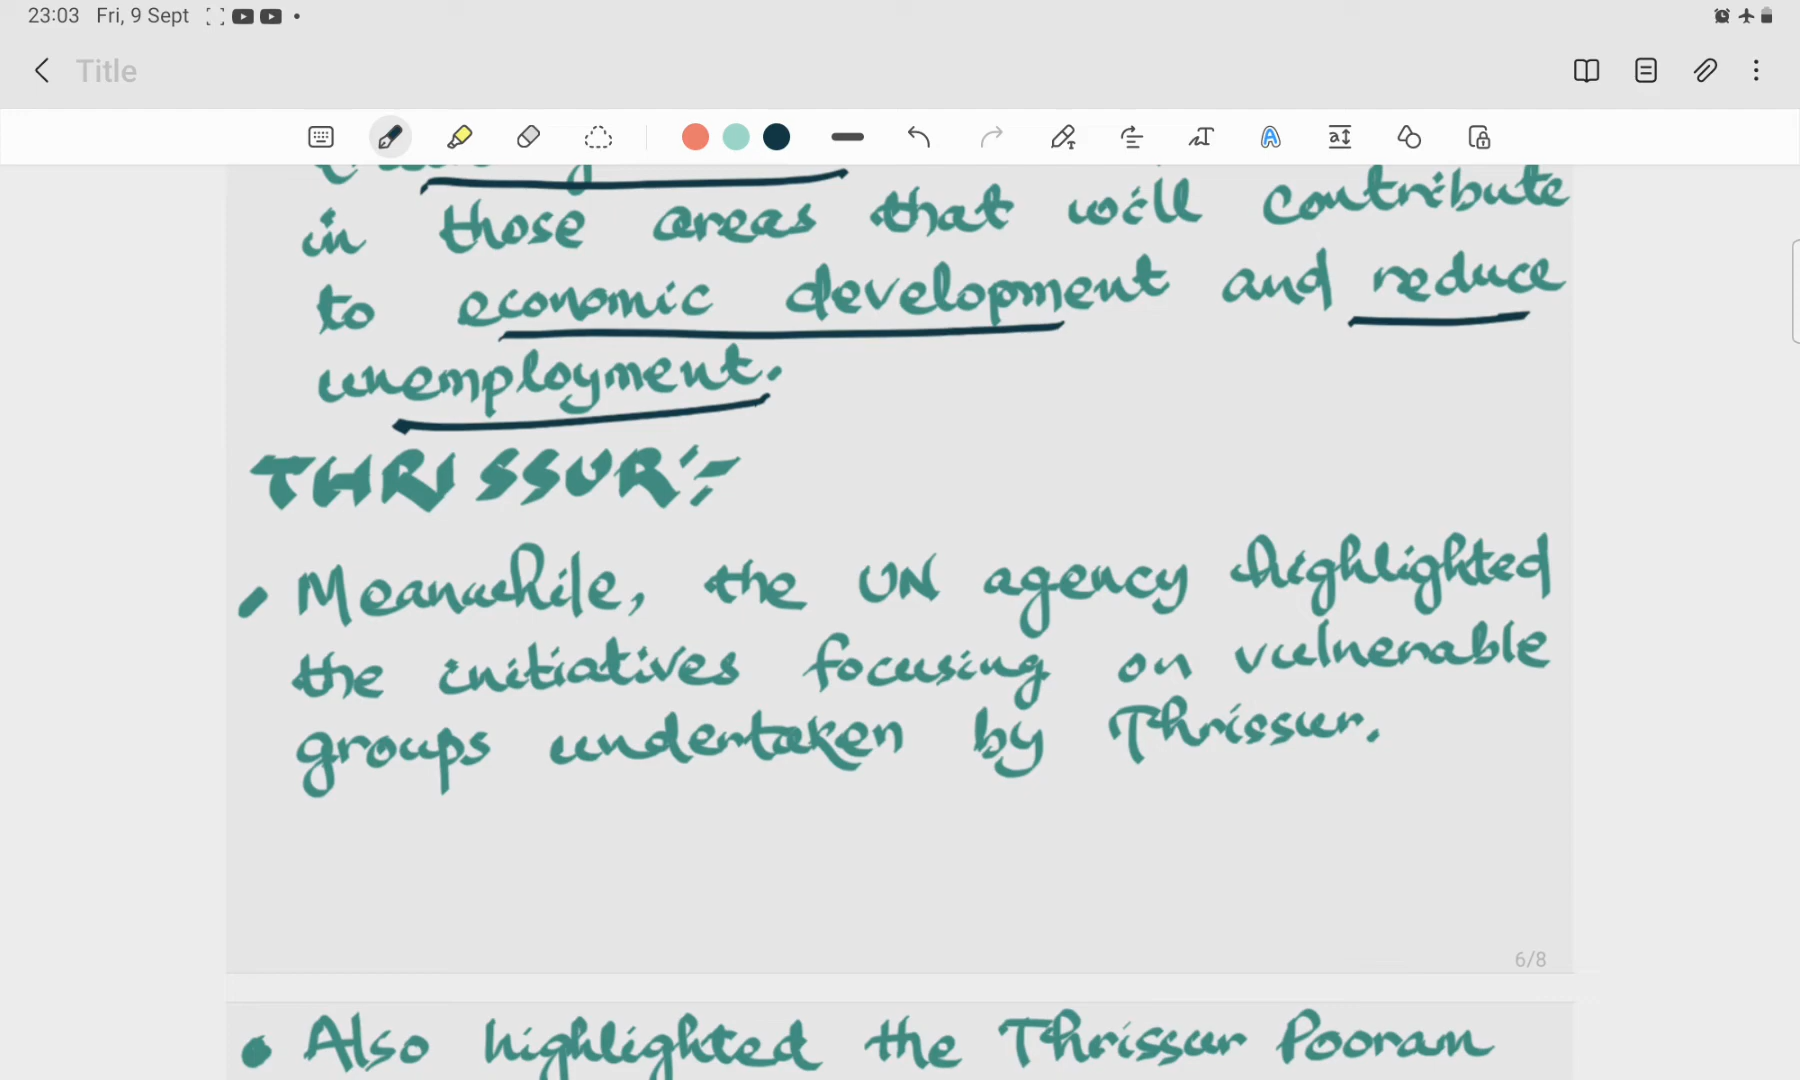 23:03 Fri, 9 Sept
Title
in those areas that will contribute
to economic development and reduce
unemployment.
THRISSUR:-
• Meanwhile, the UN agency highlighted
the initiatives focusing on vulnerable
groups undertaken by Thrissur.
6/8
• Also highlighted the Thrissur Pooram